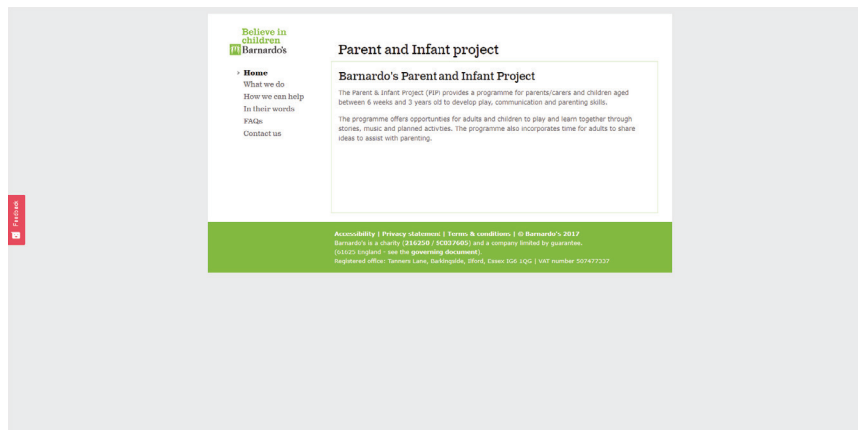 Believe in
children
Barnardo's
Parent and Infant project
Home
What we do
How we can help
In their words
FAQs
Contact us
Barnardo's Parent and Infant Project
The Parent & Infant Project (PIP) provides a programme for parents/carers and children aged
between 6 weeks and 3 years old to develop play, communication and parenting skills.
The programme offers opportunities for adults and children to play and learn together through
stories, music and planned activties. The programme also incorporates time for adults to share
ideas to assist with parenting.
Feedback
Accessibility | Privacy statement | Terms & conditions | © Barnardo's 2017
Barnardo's is a charity (216250 / SC037605) and a company limited by guarantee.
(61625 England - see the governing document).
Registered office: Tanners Lane, Barkingside, Ilford, Essex IG6 1QG | VAT number 507477337